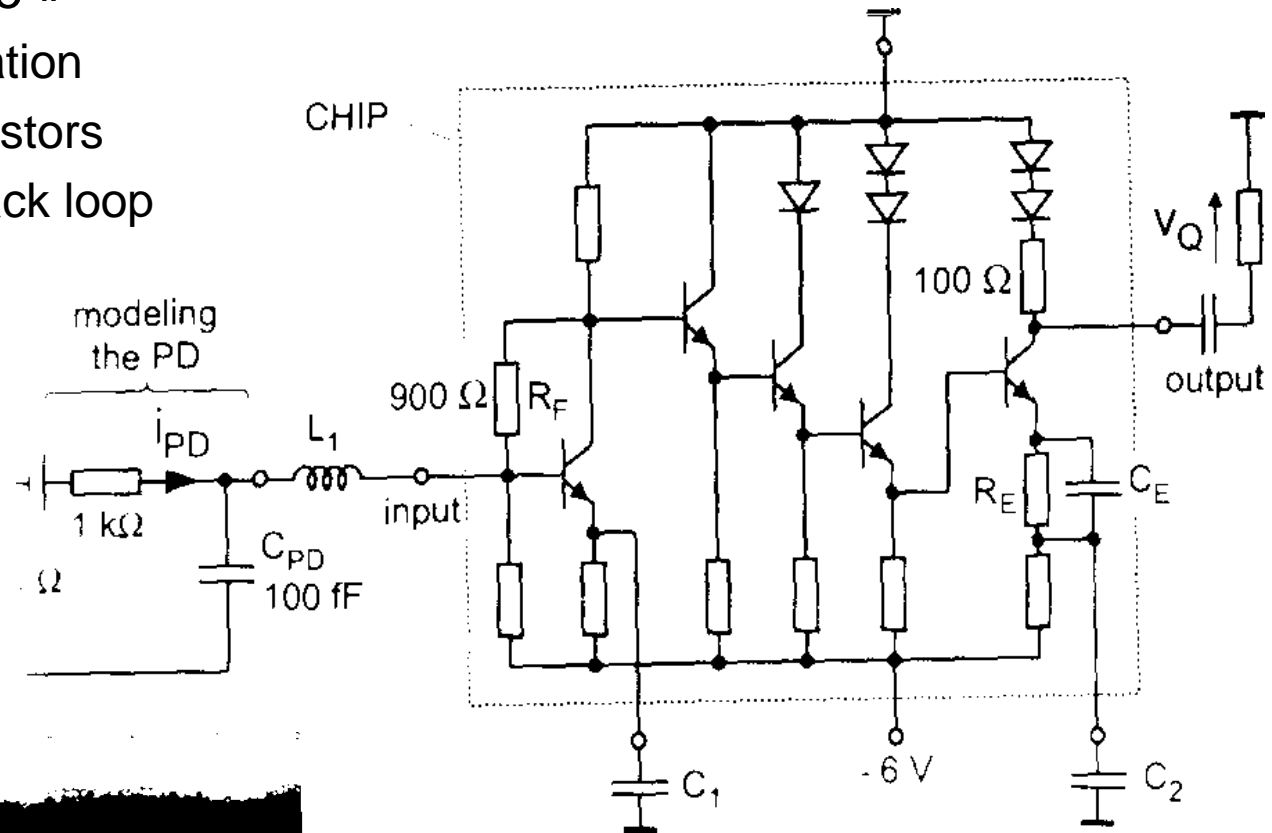 ation
stors
ck loop
CHIP
modeling
the PD
i_PD
L_1
1 kΩ
C_PD
100 fF
Ω
input
900 Ω
R_F
100 Ω
V_Q
output
R_E
C_E
- 6 V
C_1
C_2